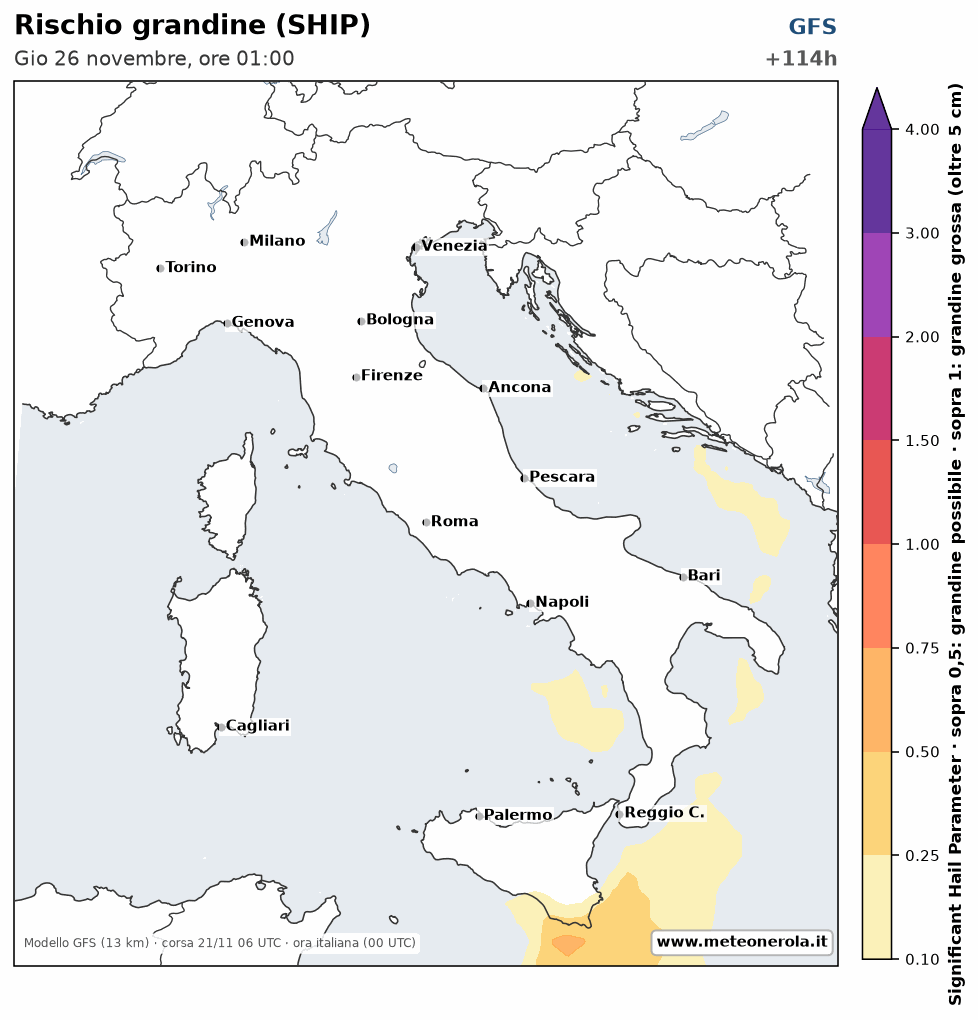 Rischio grandine (SHIP)
GFS
Gio 26 novembre, ore 01:00
+114h
Milano
Venezia
Torino
Genova
Bologna
Firenze
Ancona
Pescara
Roma
Bari
Napoli
Cagliari
Palermo
Reggio C.
Modello GFS (13 km) · corsa 21/11 06 UTC · ora italiana (00 UTC)
www.meteonerola.it
4.00
3.00
2.00
1.50
1.00
0.75
0.50
0.25
0.10
Significant Hail Parameter · sopra 0,5: grandine possibile · sopra 1: grandine grossa (oltre 5 cm)